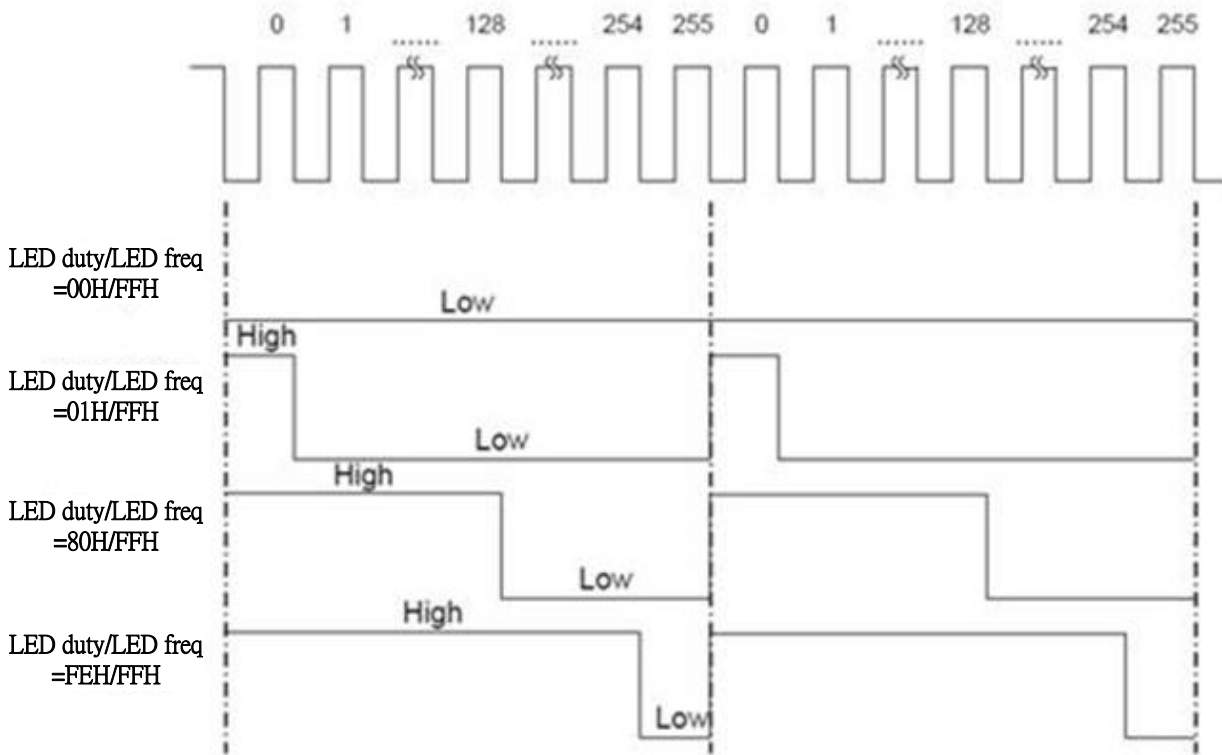 0 1 ...... 128 ...... 254 255 0 1 ...... 128 ...... 254 255
LED duty/LED freq
=00H/FFH
Low
High
LED duty/LED freq
=01H/FFH
Low
High
LED duty/LED freq
=80H/FFH
Low
High
LED duty/LED freq
=FEH/FFH
Low